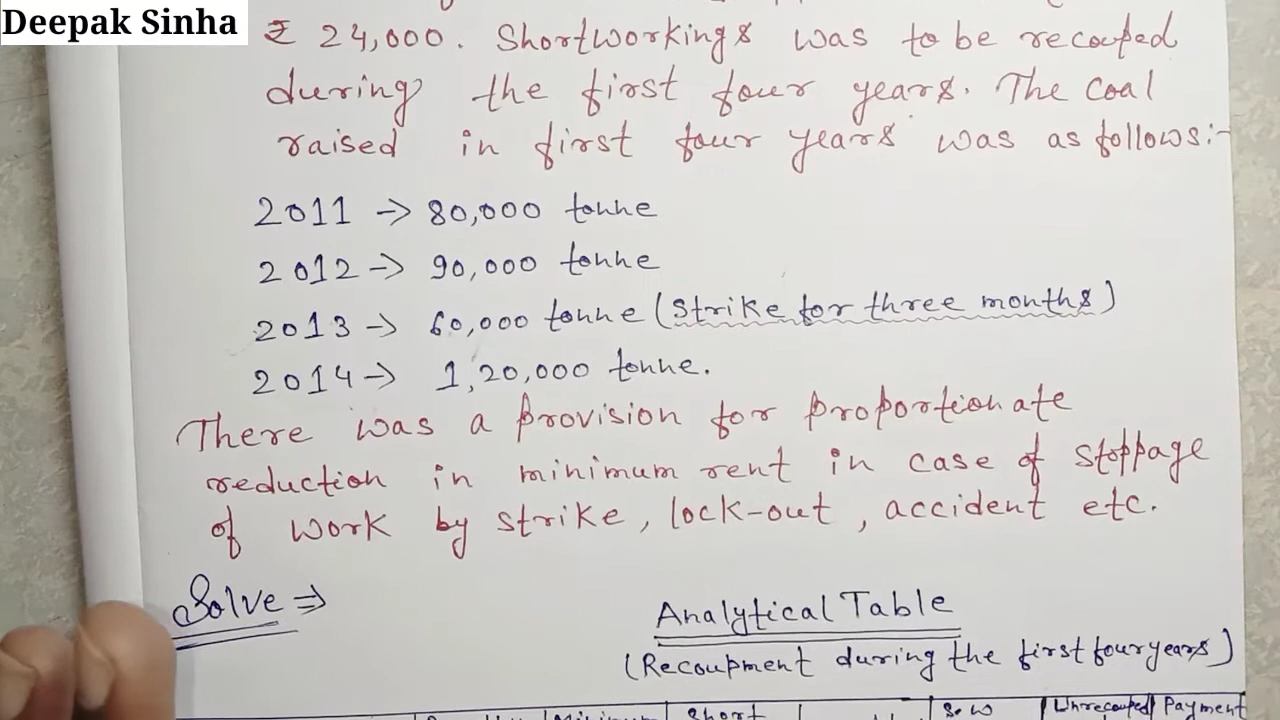 Deepak Sinha
₹ 24,000. Shortworkings was to be recouped
during the first four years. The coal
raised in first four years was as follows:-
2011 → 80,000 tonne
2012 → 90,000 tonne
2013 → 60,000 tonne (Strike for three months)
2014 → 1,20,000 tonne.
There was a provision for proportionate
reduction in minimum rent in case of stoppage
of work by strike, lock-out, accident etc.
Solve ⇒
Analytical Table
(Recoupment during the first four years)
Minimum Short S.W Unrecouped Payment